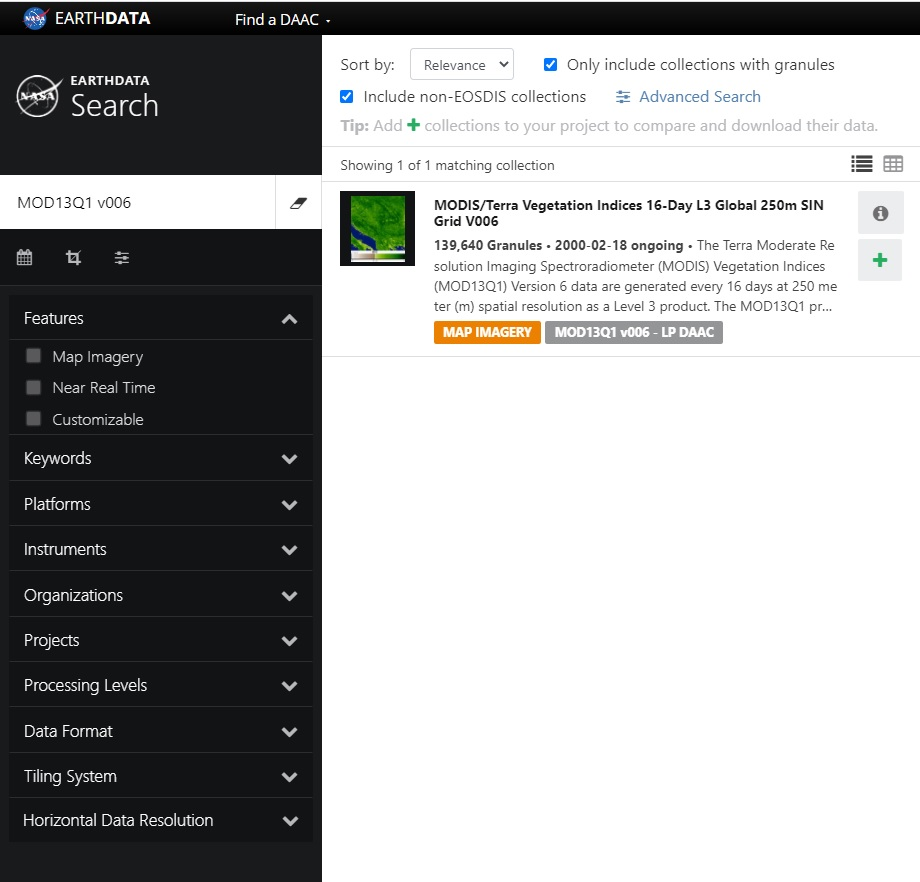 NASA EARTHDATA Find a DAAC
NASA EARTHDATA
Search
MOD13Q1 v006
Features
Map Imagery
Near Real Time
Customizable
Keywords
Platforms
Instruments
Organizations
Projects
Processing Levels
Data Format
Tiling System
Horizontal Data Resolution
Sort by: Relevance Only include collections with granules
Include non-EOSDIS collections Advanced Search
Tip: Add + collections to your project to compare and download their data.
Showing 1 of 1 matching collection
MODIS/Terra Vegetation Indices 16-Day L3 Global 250m SIN
Grid V006
139,640 Granules • 2000-02-18 ongoing • The Terra Moderate Re
solution Imaging Spectroradiometer (MODIS) Vegetation Indices
(MOD13Q1) Version 6 data are generated every 16 days at 250 me
ter (m) spatial resolution as a Level 3 product. The MOD13Q1 pr...
MAP IMAGERY MOD13Q1 v006 - LP DAAC